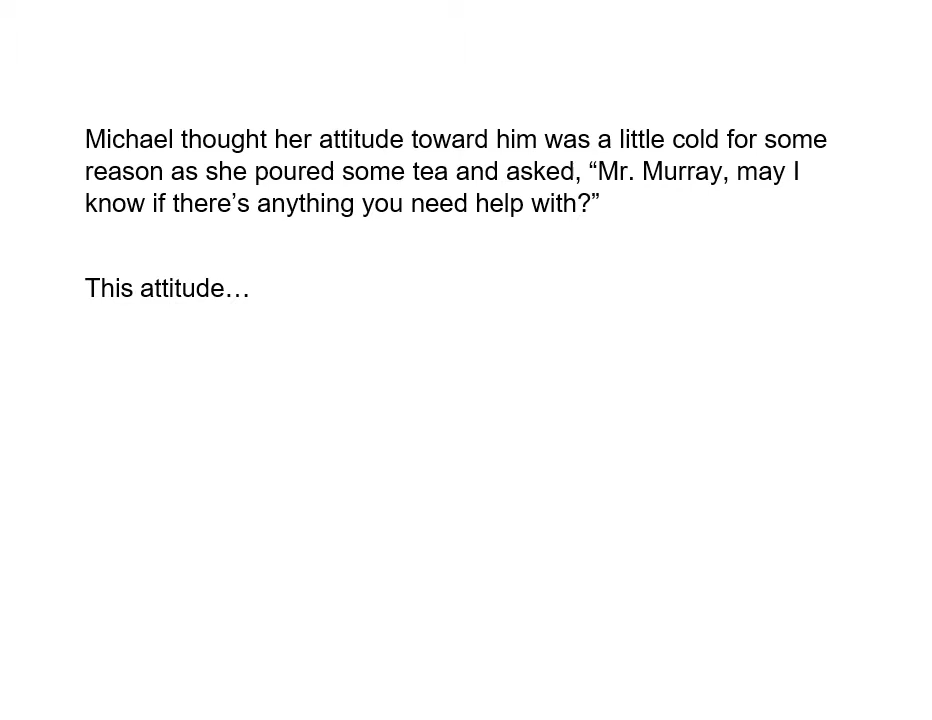 Michael thought her attitude toward him was a little cold for some
reason as she poured some tea and asked, “Mr. Murray, may I
know if there’s anything you need help with?”
This attitude…